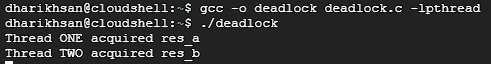 dharikhsan@cloudshell:~$ gcc -o deadlock deadlock.c -lpthread
dharikhsan@cloudshell:~$ ./deadlock
Thread ONE acquired res_a
Thread TWO acquired res_b